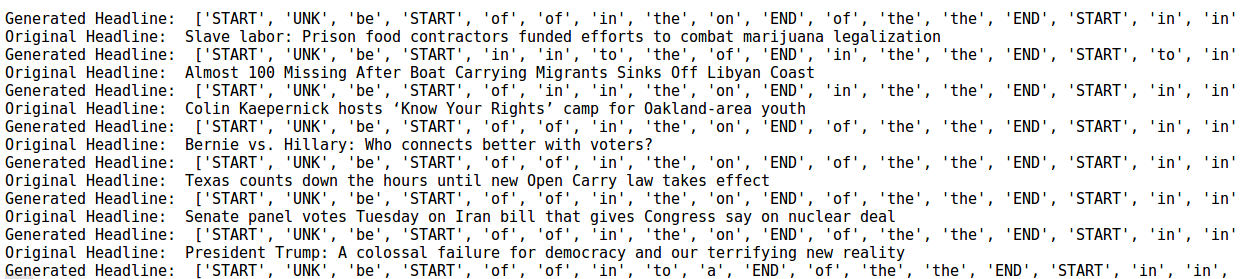 Generated Headline:  ['START', 'UNK', 'be', 'START', 'of', 'of', 'in', 'the', 'on', 'END', 'of', 'the', 'the', 'END', 'START', 'in', 'in'
Original Headline:  Slave labor: Prison food contractors funded efforts to combat marijuana legalization
Generated Headline:  ['START', 'UNK', 'be', 'START', 'in', 'in', 'to', 'the', 'of', 'END', 'in', 'the', 'the', 'END', 'START', 'to', 'in'
Original Headline:  Almost 100 Missing After Boat Carrying Migrants Sinks Off Libyan Coast
Generated Headline:  ['START', 'UNK', 'be', 'START', 'of', 'in', 'in', 'the', 'on', 'END', 'in', 'the', 'the', 'END', 'START', 'in', 'in'
Original Headline:  Colin Kaepernick hosts ‘Know Your Rights’ camp for Oakland-area youth
Generated Headline:  ['START', 'UNK', 'be', 'START', 'of', 'of', 'in', 'the', 'on', 'END', 'of', 'the', 'the', 'END', 'START', 'in', 'in'
Original Headline:  Bernie vs. Hillary: Who connects better with voters?
Generated Headline:  ['START', 'UNK', 'be', 'START', 'of', 'of', 'in', 'the', 'on', 'END', 'of', 'the', 'the', 'END', 'START', 'in', 'in'
Original Headline:  Texas counts down the hours until new Open Carry law takes effect
Generated Headline:  ['START', 'UNK', 'be', 'START', 'of', 'of', 'in', 'the', 'on', 'END', 'of', 'the', 'the', 'END', 'START', 'in', 'in'
Original Headline:  Senate panel votes Tuesday on Iran bill that gives Congress say on nuclear deal
Generated Headline:  ['START', 'UNK', 'be', 'START', 'of', 'of', 'in', 'the', 'on', 'END', 'of', 'the', 'the', 'END', 'START', 'in', 'in'
Original Headline:  President Trump: A colossal failure for democracy and our terrifying new reality
Generated Headline:  ['START', 'UNK', 'be', 'START', 'of', 'of', 'in', 'to', 'a', 'END', 'of', 'the', 'the', 'END', 'START', 'in', 'in',